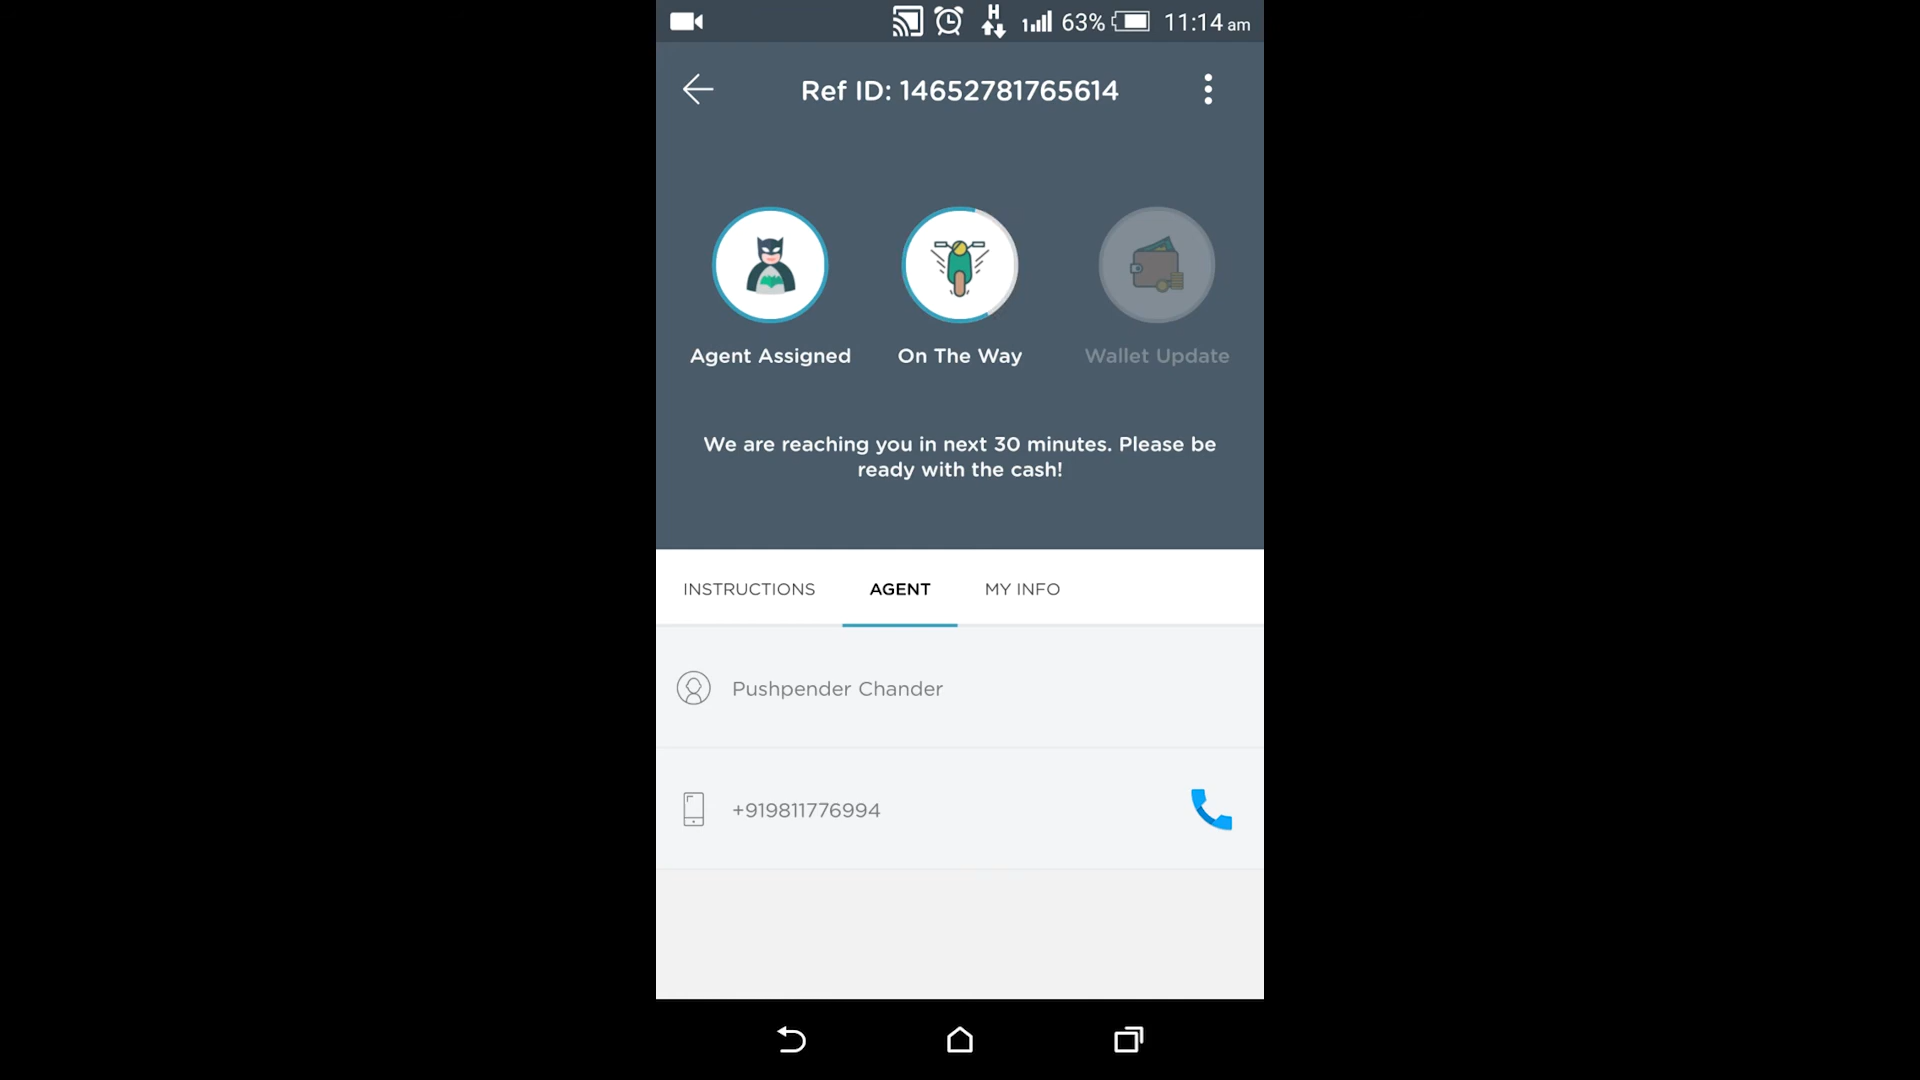 H
63%
11:14 am
Ref ID: 14652781765614
Agent Assigned
On The Way
Wallet Update
We are reaching you in next 30 minutes. Please be
ready with the cash!
INSTRUCTIONS
AGENT
MY INFO
Pushpender Chander
+919811776994